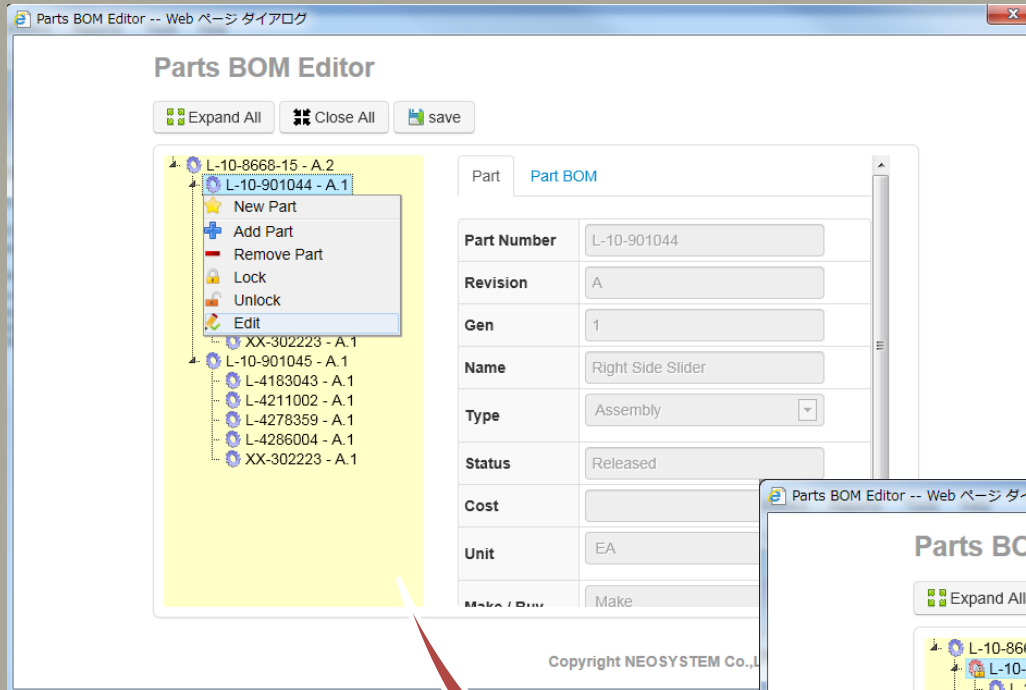 Parts BOM Editor -- Web ページ ダイアログ
Parts BOM Editor
Expand All Close All save
L-10-8668-15 - A.2
L-10-901044 - A.1
New Part
Add Part
Remove Part
Lock
Unlock
Edit
XX-302223 - A.1
L-10-901045 - A.1
L-4183043 - A.1
L-4211002 - A.1
L-4278359 - A.1
L-4286004 - A.1
XX-302223 - A.1
Part Part BOM
Part Number L-10-901044
Revision A
Gen 1
Name Right Side Slider
Type Assembly
Status Released
Cost
Unit EA
Make / Buy Make
Copyright NEOSYSTEM Co.,L
Parts BOM Editor -- Web ページ ダイ
Parts BO
Expand All
L-10-866
L-10-